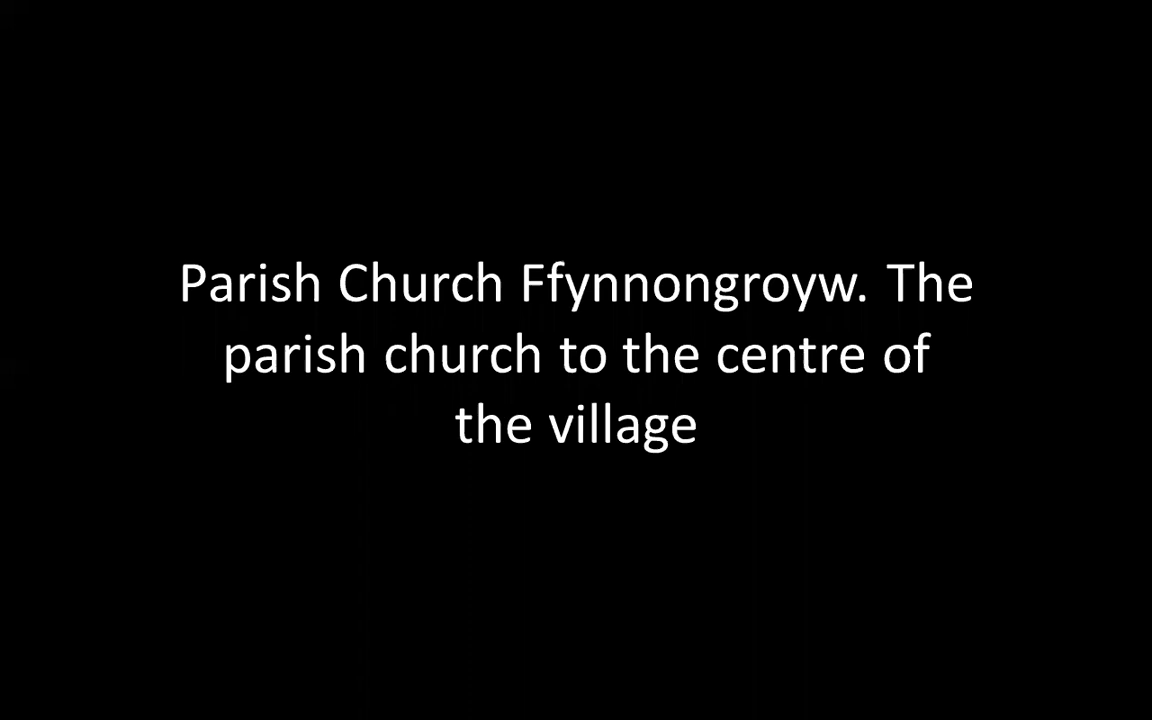 Parish Church Ffynnongroyw. The
parish church to the centre of
the village